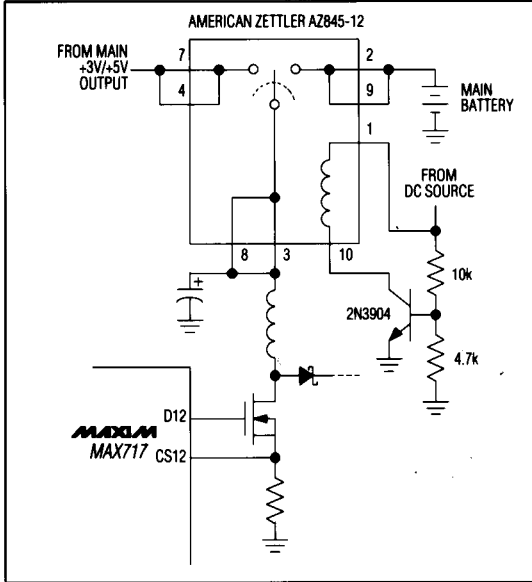 AMERICAN ZETTLER AZ845-12
FROM MAIN
+3V/+5V
OUTPUT
7
4
2
9
MAIN
BATTERY
1
FROM
DC SOURCE
8
3
10
10k
2N3904
4.7k
+
D12
MAXIM
MAX717
CS12